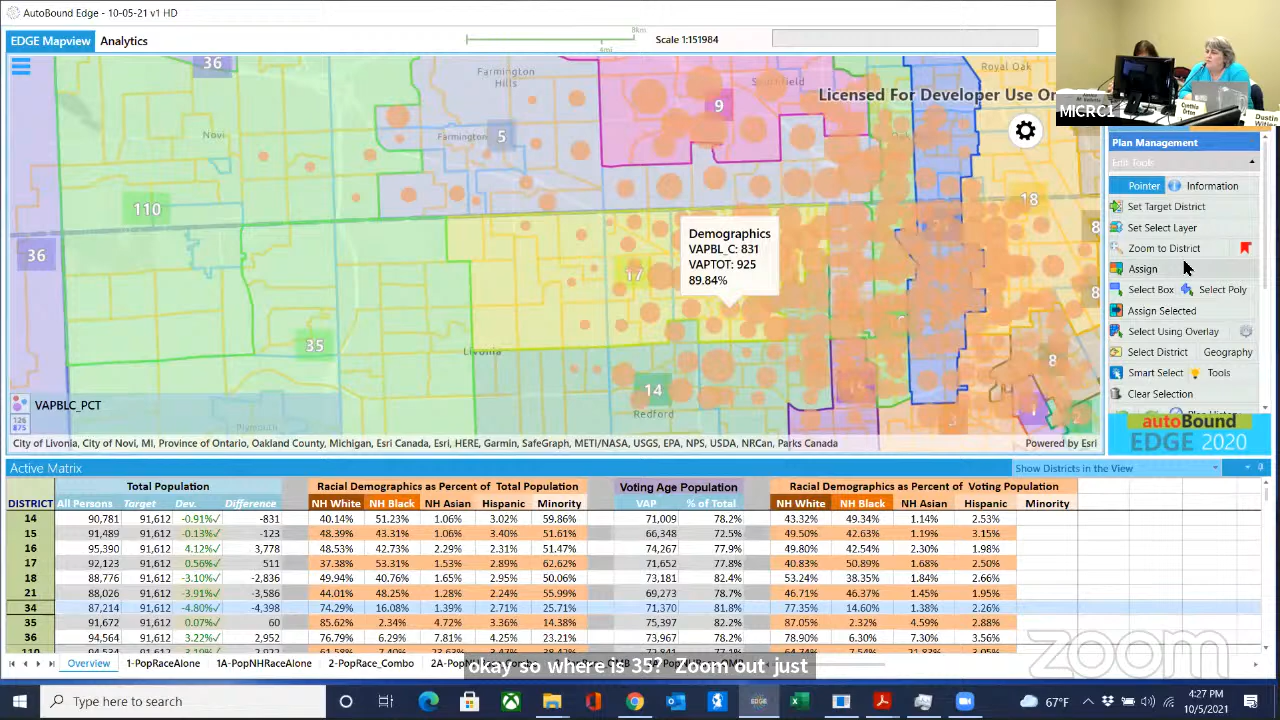 AutoBound Edge - 10-05-21 v1 HD
EDGE Mapview Analytics
8km
4mi
Scale 1:151984
MICRC1
Cynthia Orton
Dustin
Licensed For Developer Use On
36
Farmington Hills
Southfield
Royal Oak
9
Novi
Farmington
5
110
18
36
Demographics
VAPBL_C: 831
VAPTOT: 925
89.84%
17
8
8
35
Livonia
8
14
Redford
Plymouth
VAPBLC_PCT
City of Livonia, City of Novi, MI, Province of Ontario, Oakland County, Michigan, Esri Canada, Esri, HERE, Garmin, SafeGraph, METI/NASA, USGS, EPA, NPS, USDA, NRCan, Parks Canada
Powered by Esri
Plan Management
Edit Tools
Pointer Information
Set Target District
Set Select Layer
Zoom to District
Assign
Select Box Select Poly
Assign Selected
Select Using Overlay
Select District Geography
Smart Select Tools
Clear Selection
autoBound
EDGE 2020
Active Matrix
Show Districts in the View
Total Population Racial Demographics as Percent of Total Population Voting Age Population Racial Demographics as Percent of Voting Population
DISTRICT All Persons Target Dev. Difference NH White NH Black NH Asian Hispanic Minority VAP % of Total NH White NH Black NH Asian Hispanic Minority
14 90,781 91,612 -0.91%✓ -831 40.14% 51.23% 1.06% 3.02% 59.86% 71,009 78.2% 43.32% 49.34% 1.14% 2.53%
15 91,489 91,612 -0.13%✓ -123 48.39% 43.31% 1.06% 3.40% 51.61% 66,348 72.5% 49.50% 42.63% 1.19% 3.15%
16 95,390 91,612 4.12%✓ 3,778 48.53% 42.73% 2.29% 2.31% 51.47% 74,267 77.9% 49.80% 42.54% 2.30% 1.98%
17 92,123 91,612 0.56%✓ 511 37.38% 53.31% 1.53% 2.89% 62.62% 71,652 77.8% 40.83% 50.89% 1.68% 2.50%
18 88,776 91,612 -3.10%✓ -2,836 49.94% 40.76% 1.65% 2.95% 50.06% 73,181 82.4% 53.24% 38.35% 1.84% 2.66%
21 88,026 91,612 -3.91%✓ -3,586 44.01% 48.25% 1.28% 2.24% 55.99% 69,273 78.7% 46.71% 46.37% 1.45% 1.95%
34 87,214 91,612 -4.80%✓ -4,398 74.29% 16.08% 1.39% 2.71% 25.71% 71,370 81.8% 77.35% 14.60% 1.38% 2.26%
35 91,672 91,612 0.07%✓ 60 85.62% 2.34% 4.72% 3.36% 14.38% 75,397 82.2% 87.05% 2.32% 4.59% 2.88%
36 94,564 91,612 3.22%✓ 2,952 76.79% 6.29% 7.81% 4.25% 23.21% 73,967 78.2% 78.90% 6.30% 7.30% 3.56%
Overview 1-PopRaceAlone 1A-PopNHRaceAlone 2-PopRace_Combo
okay so where is 35? Zoom out just
zoom
Type here to search
67°F
4:27 PM
10/5/2021